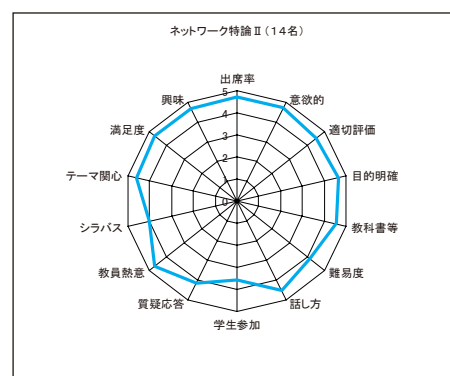 ネットワーク特論Ⅱ(14名)
出席率
意欲的
適切評価
目的明確
教科書等
難易度
話し方
学生参加
質疑応答
教員熱意
シラバス
テーマ関心
満足度
興味
5
4
3
2
1
0